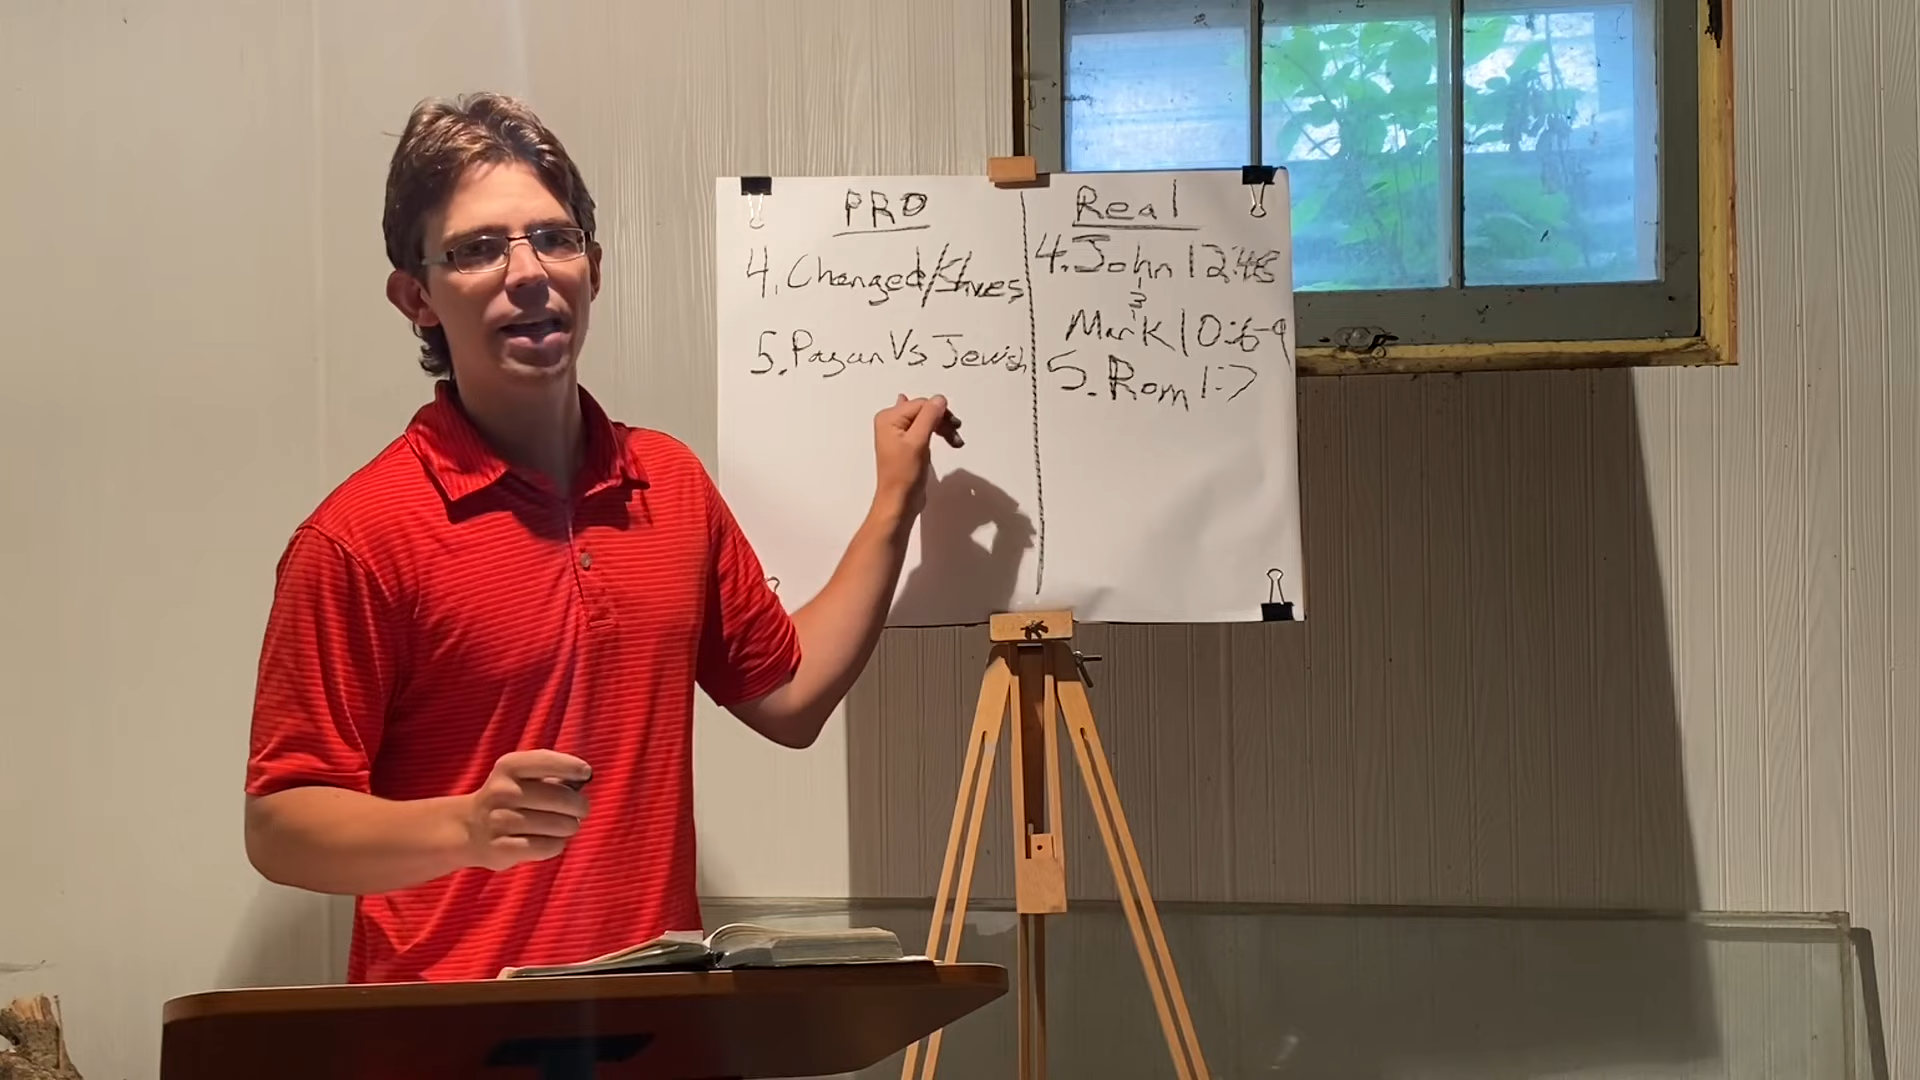 PRO
4. Changed/Slaves
5. Pagan Vs Jewish
Real
4. John 12:48
&
Mark 10:6-9
5. Rom 1:7